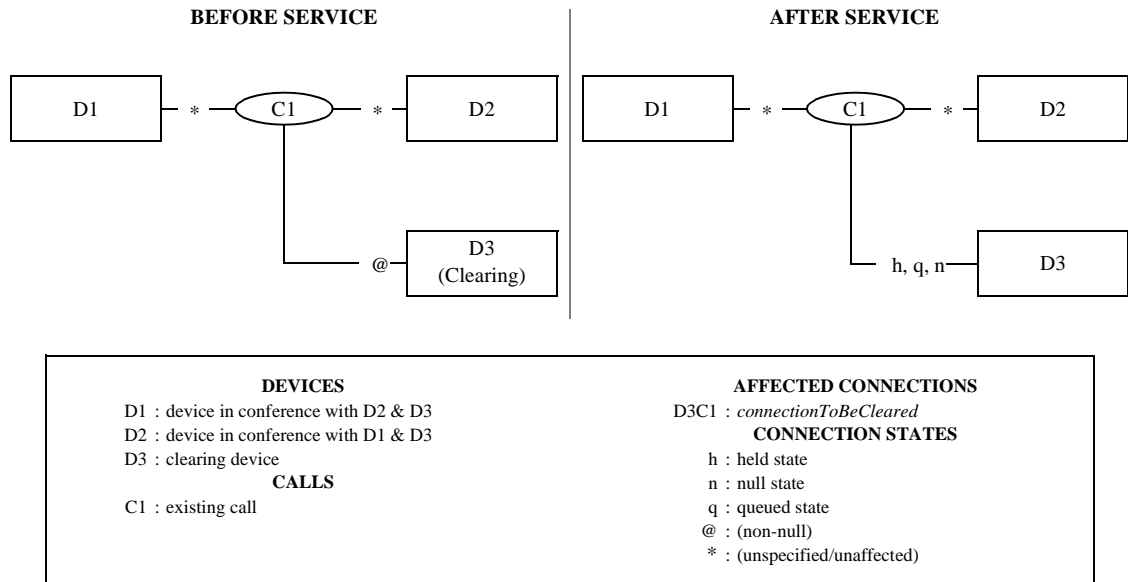 BEFORE SERVICE
D1 * C1 * D2
@ D3
(Clearing)
AFTER SERVICE
D1 * C1 * D2
h, q, n D3
DEVICES
D1 : device in conference with D2 & D3
D2 : device in conference with D1 & D3
D3 : clearing device
CALLS
C1 : existing call
AFFECTED CONNECTIONS
D3C1 : connectionToBeCleared
CONNECTION STATES
h : held state
n : null state
q : queued state
@ : (non-null)
* : (unspecified/unaffected)